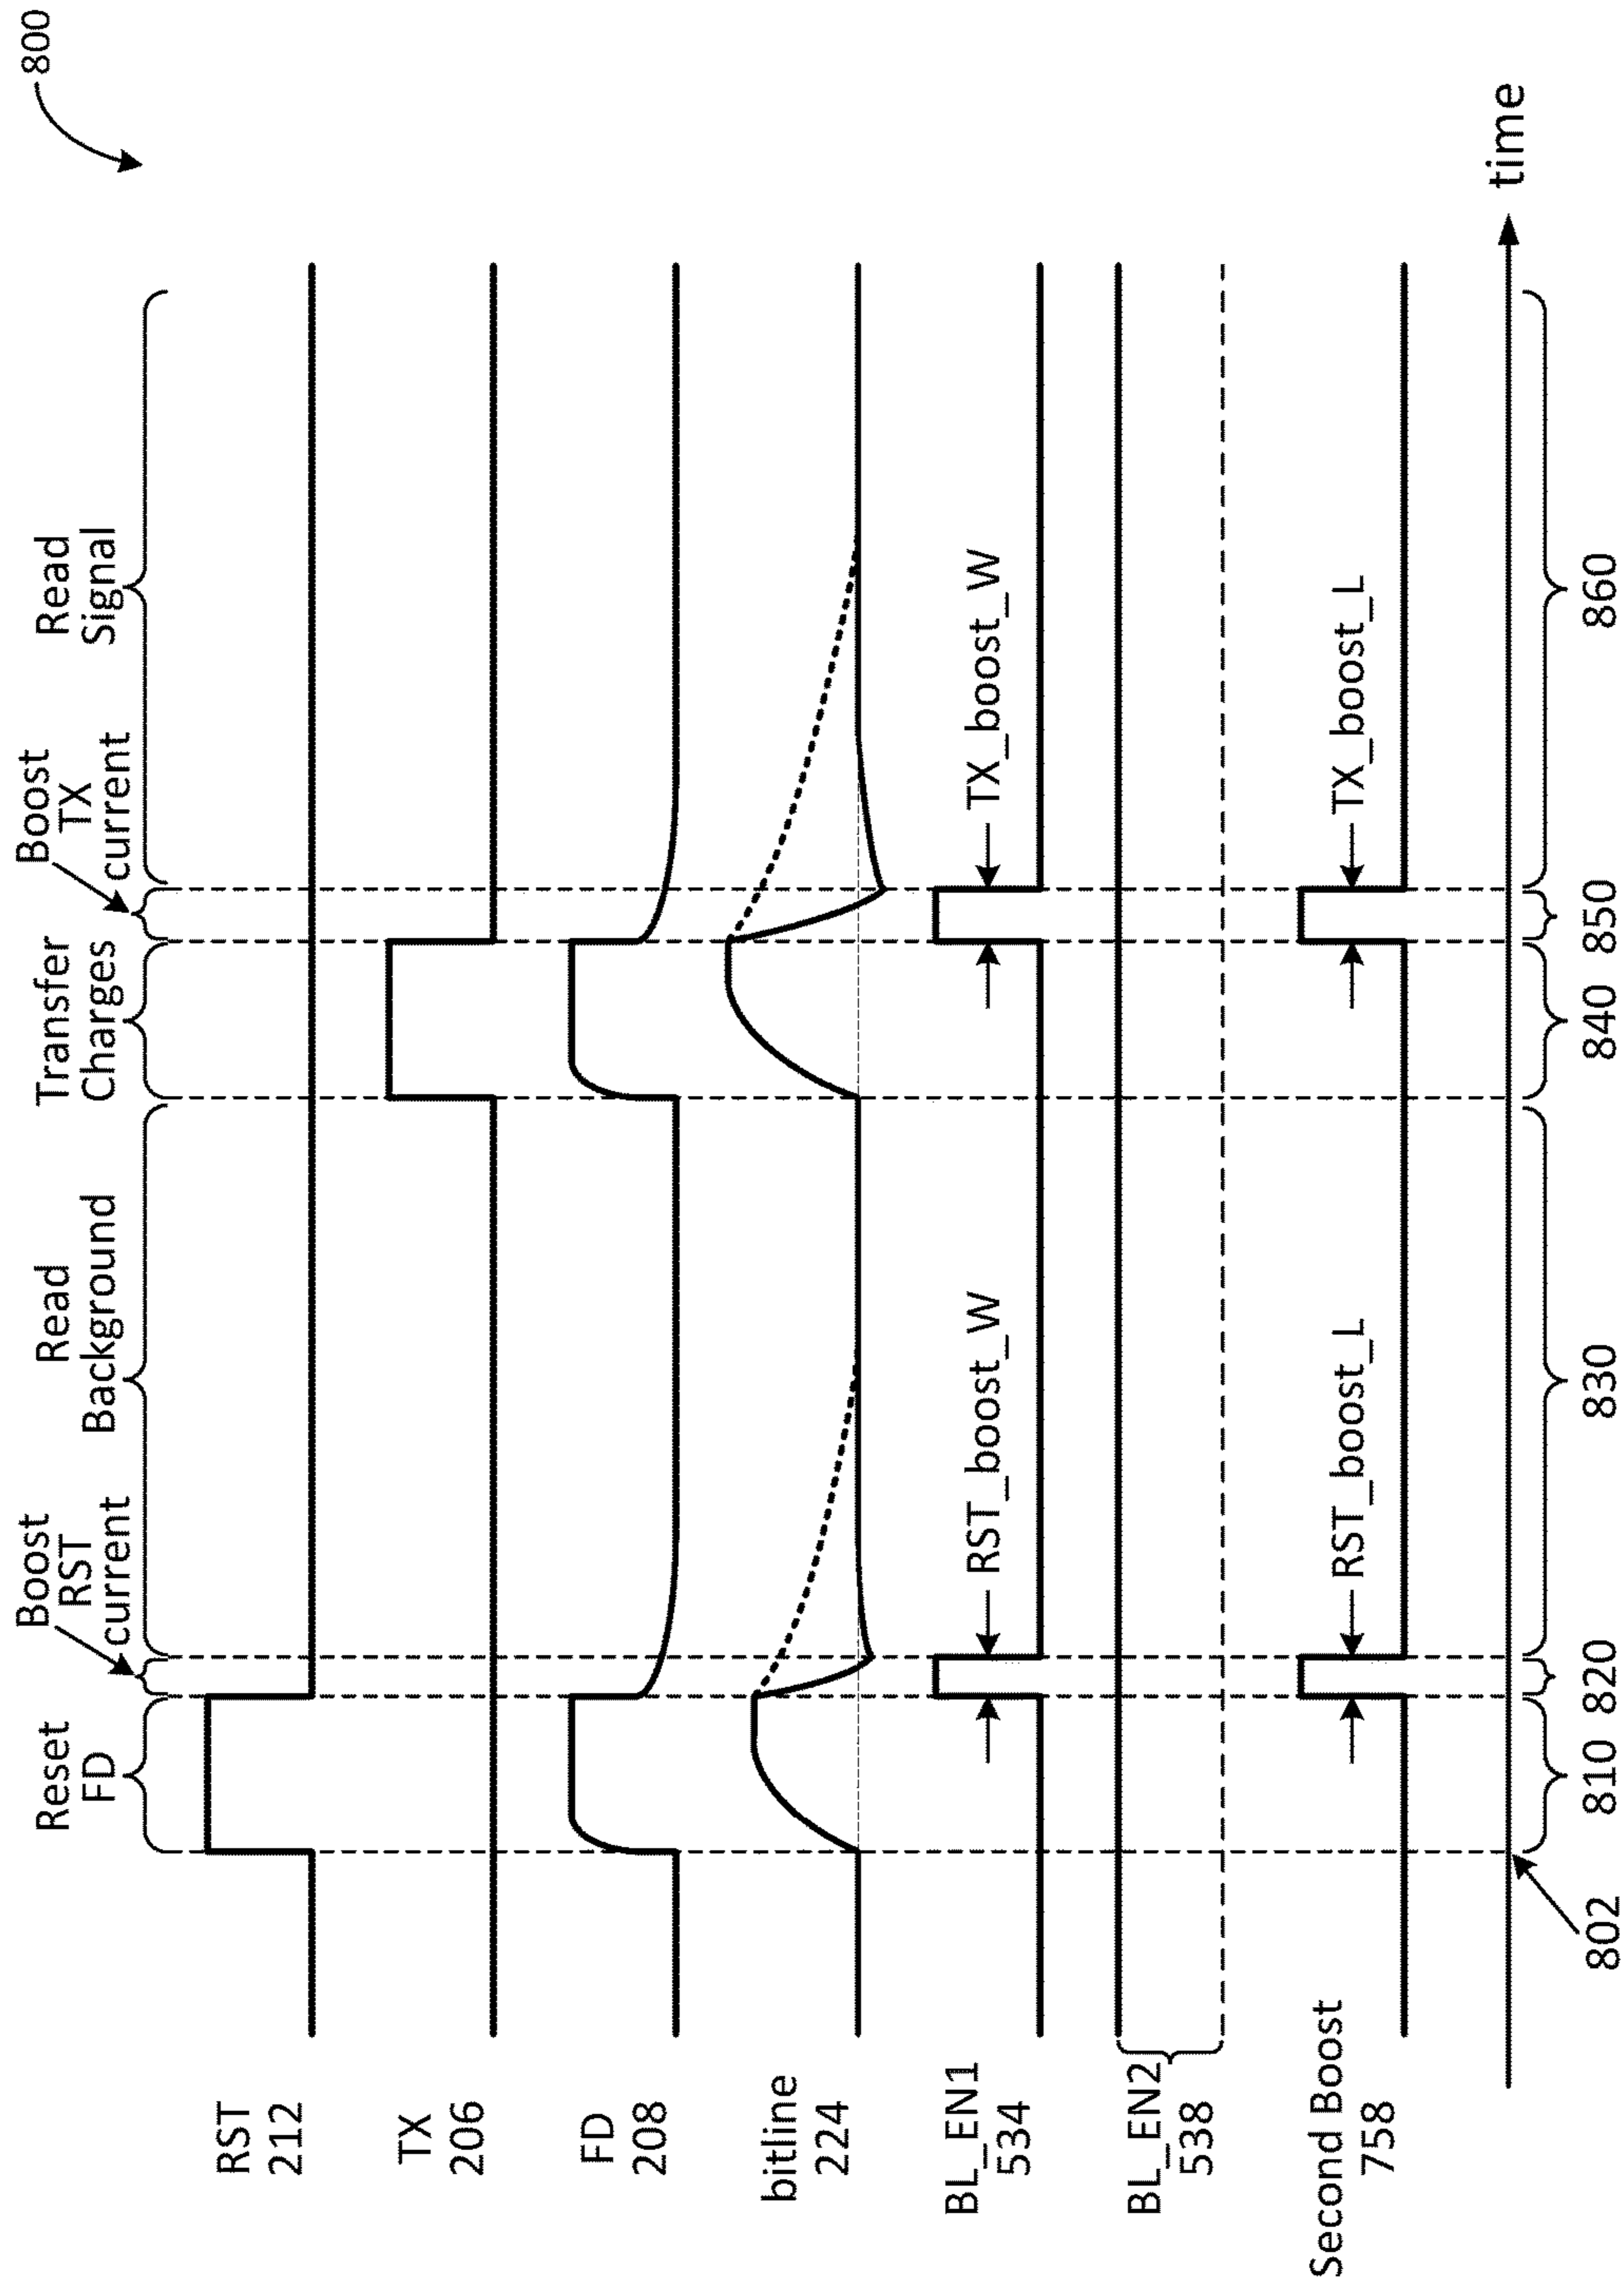 800
Reset
FD
Boost
RST
current
Read
Background
Transfer
Charges
Boost
TX
current
Read
Signal
RST
212
TX
206
FD
208
bitline
224
BL_EN1
534
RST_boost_W
TX_boost_W
BL_EN2
538
Second Boost
758
RST_boost_L
TX_boost_L
time
802
810
820
830
840
850
860